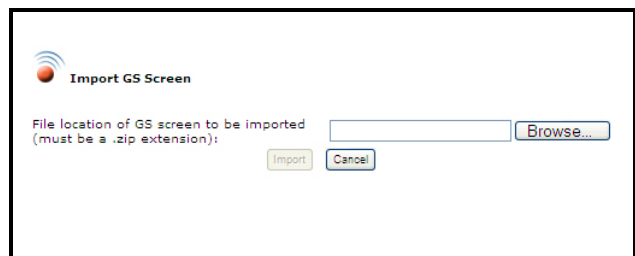 Import GS Screen
File location of GS screen to be imported
(must be a .zip extension):
Browse...
Import
Cancel